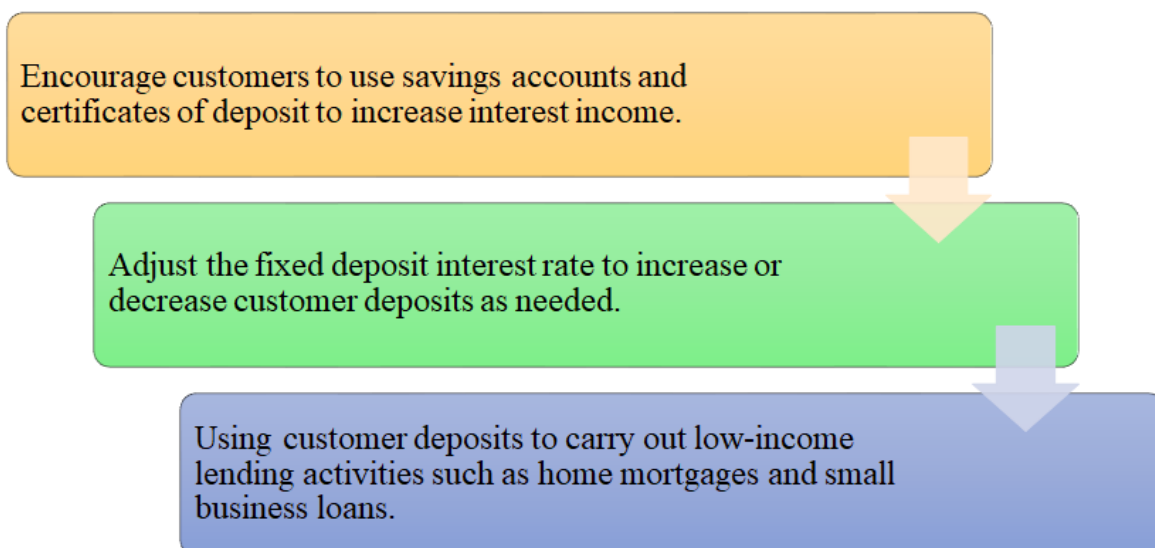 Encourage customers to use savings accounts and
certificates of deposit to increase interest income.
Adjust the fixed deposit interest rate to increase or
decrease customer deposits as needed.
Using customer deposits to carry out low-income
lending activities such as home mortgages and small
business loans.